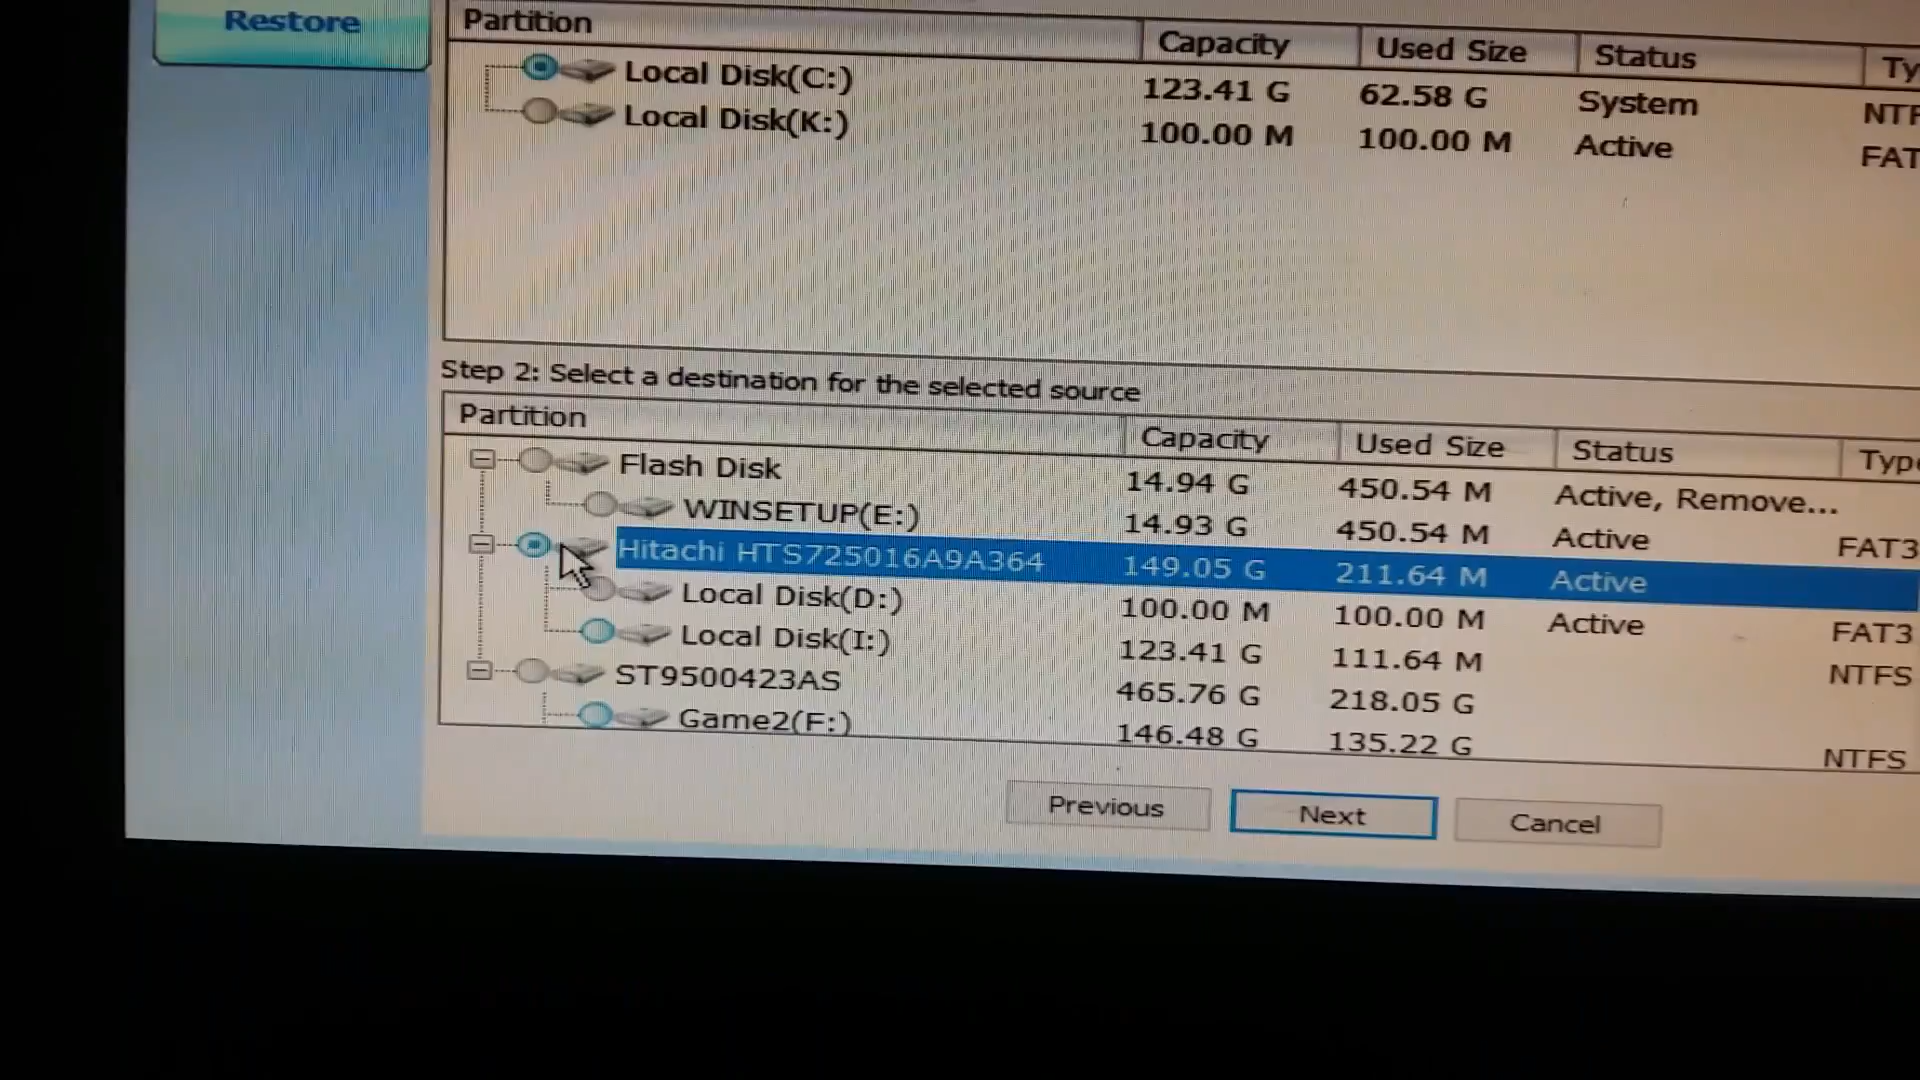 Restore
Partition Capacity Used Size Status Ty
Local Disk(C:) 123.41 G 62.58 G System NTF
Local Disk(K:) 100.00 M 100.00 M Active FAT
Step 2: Select a destination for the selected source
Partition Capacity Used Size Status Type
Flash Disk 14.94 G 450.54 M Active, Remove...
WINSETUP(E:) 14.93 G 450.54 M Active FAT3
Hitachi HTS725016A9A364 149.05 G 211.64 M Active
Local Disk(D:) 100.00 M 100.00 M Active FAT3
Local Disk(I:) 123.41 G 111.64 M NTFS
ST9500423AS 465.76 G 218.05 G
Game2(F:) 146.48 G 135.22 G NTFS
Previous Next Cancel